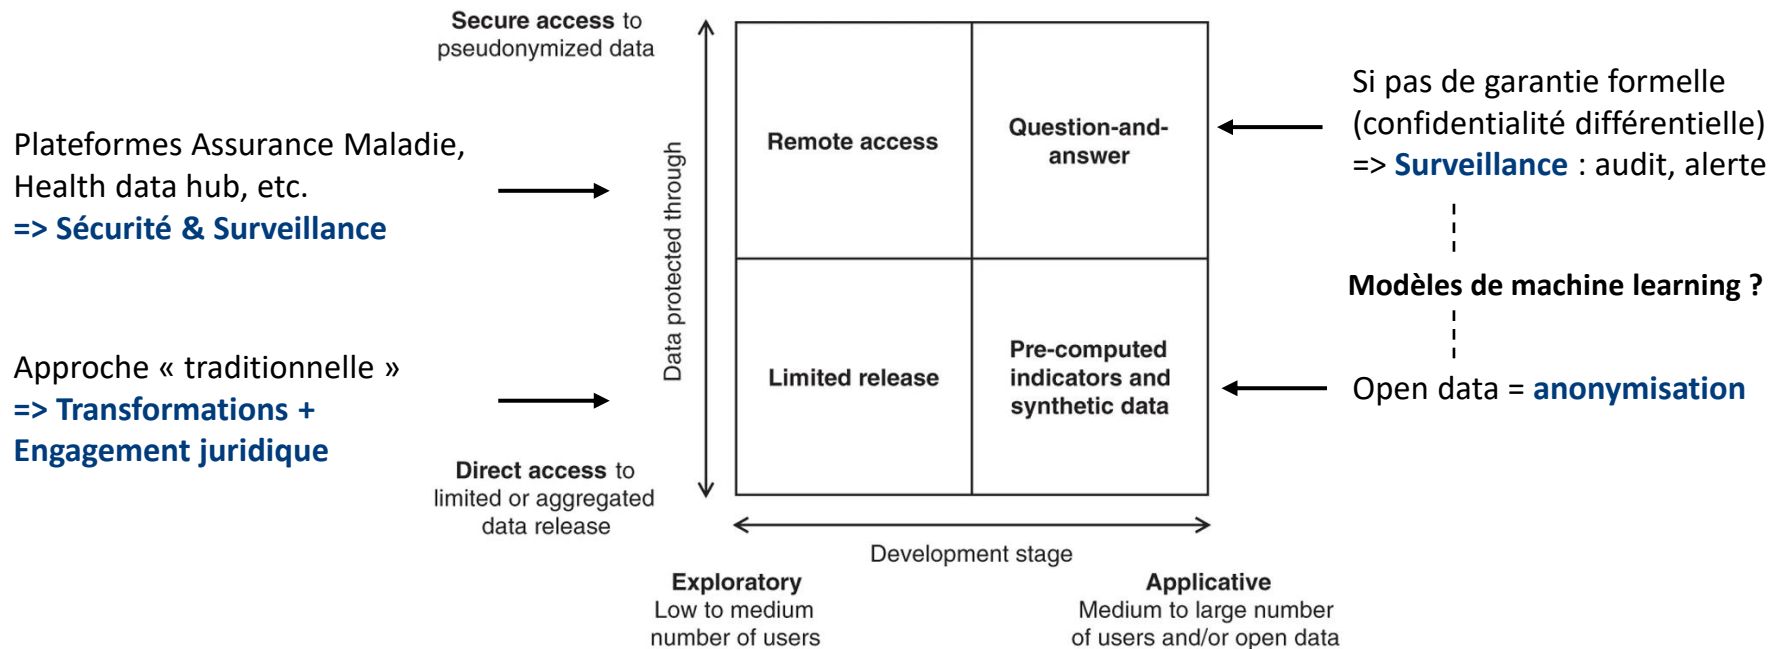 Secure access to
pseudonymized data
Plateformes Assurance Maladie,
Health data hub, etc.
=> Sécurité & Surveillance
Approche « traditionnelle »
=> Transformations +
Engagement juridique
Direct access to
limited or aggregated
data release
Data protected through
Remote access
Question-and-
answer
Limited release
Pre-computed
indicators and
synthetic data
Development stage
Exploratory
Low to medium
number of users
Applicative
Medium to large number
of users and/or open data
Si pas de garantie formelle
(confidentialité différentielle)
=> Surveillance : audit, alerte
Modèles de machine learning ?
Open data = anonymisation